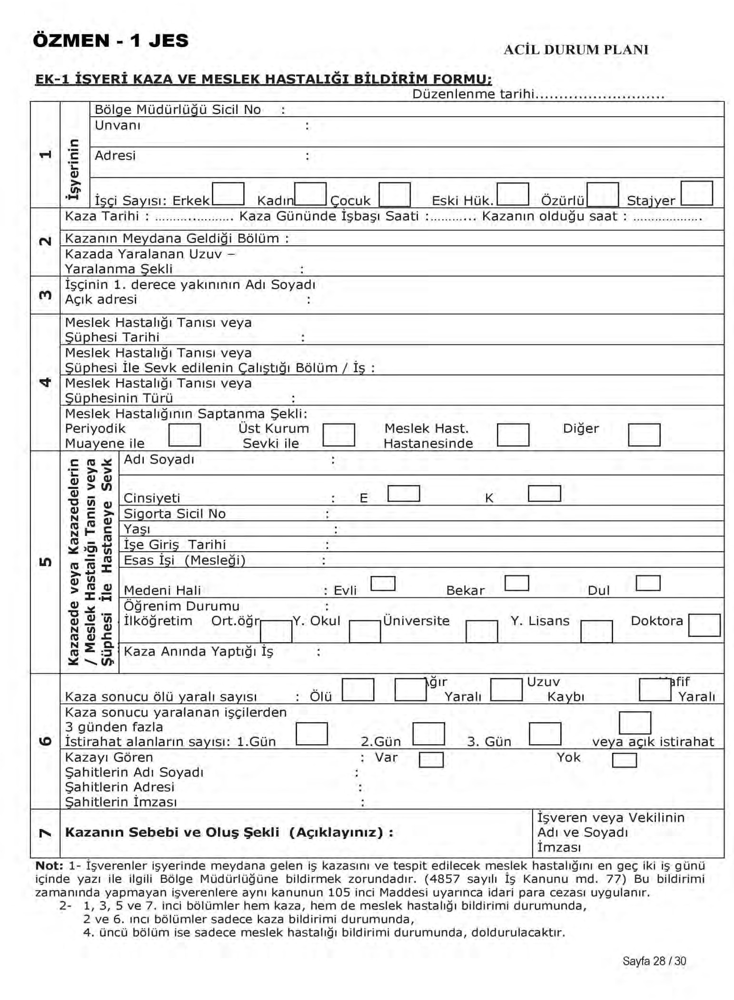 ÖZMEN - 1 JES
ACİL DURUM PLANI
EK-1 İŞYERİ KAZA VE MESLEK HASTALIĞI BİLDİRİM FORMU;
Düzenlenme tarihi...........................
1
İşyerinin
Bölge Müdürlüğü Sicil No :
Unvanı :
Adresi :
İşçi Sayısı: Erkek Kadın Çocuk Eski Hük. Özürlü Stajyer
2
Kaza Tarihi : ...................... Kaza Gününde İşbaşı Saati :............ Kazanın olduğu saat : ...................
Kazanın Meydana Geldiği Bölüm :
Kazada Yaralanan Uzuv –
Yaralanma Şekli :
3
İşçinin 1. derece yakınının Adı Soyadı
Açık adresi :
4
Meslek Hastalığı Tanısı veya
Şüphesi Tarihi :
Meslek Hastalığı Tanısı veya
Şüphesi İle Sevk edilenin Çalıştığı Bölüm / İş :
Meslek Hastalığı Tanısı veya
Şüphesinin Türü :
Meslek Hastalığının Saptanma Şekli:
Periyodik Üst Kurum Meslek Hast. Diğer
Muayene ile Sevki ile Hastanesinde
5
Kazazede veya Kazazedelerin
/ Meslek Hastalığı Tanısı veya
Şüphesi İle Hastaneye Sevk
Adı Soyadı :
Cinsiyeti : E K
Sigorta Sicil No :
Yaşı :
İşe Giriş Tarihi :
Esas İşi (Mesleği) :
Medeni Hali : Evli Bekar Dul
Öğrenim Durumu :
İlköğretim Ort.öğr Y. Okul Üniversite Y. Lisans Doktora
Kaza Anında Yaptığı İş :
6
Ağır Uzuv Hafif
Kaza sonucu ölü yaralı sayısı : Ölü Yaralı Kaybı Yaralı
Kaza sonucu yaralanan işçilerden
3 günden fazla
İstirahat alanların sayısı: 1.Gün 2.Gün 3. Gün veya açık istirahat
Kazayı Gören : Var Yok
Şahitlerin Adı Soyadı :
Şahitlerin Adresi :
Şahitlerin İmzası :
7
Kazanın Sebebi ve Oluş Şekli (Açıklayınız) :
İşveren veya Vekilinin
Adı ve Soyadı
İmzası
Not: 1- İşverenler işyerinde meydana gelen iş kazasını ve tespit edilecek meslek hastalığını en geç iki iş günü
içinde yazı ile ilgili Bölge Müdürlüğüne bildirmek zorundadır. (4857 sayılı İş Kanunu md. 77) Bu bildirimi
zamanında yapmayan işverenlere aynı kanunun 105 inci Maddesi uyarınca idari para cezası uygulanır.
2- 1, 3, 5 ve 7. inci bölümler hem kaza, hem de meslek hastalığı bildirimi durumunda,
2 ve 6. ıncı bölümler sadece kaza bildirimi durumunda,
4. üncü bölüm ise sadece meslek hastalığı bildirimi durumunda, doldurulacaktır.
Sayfa 28 / 30